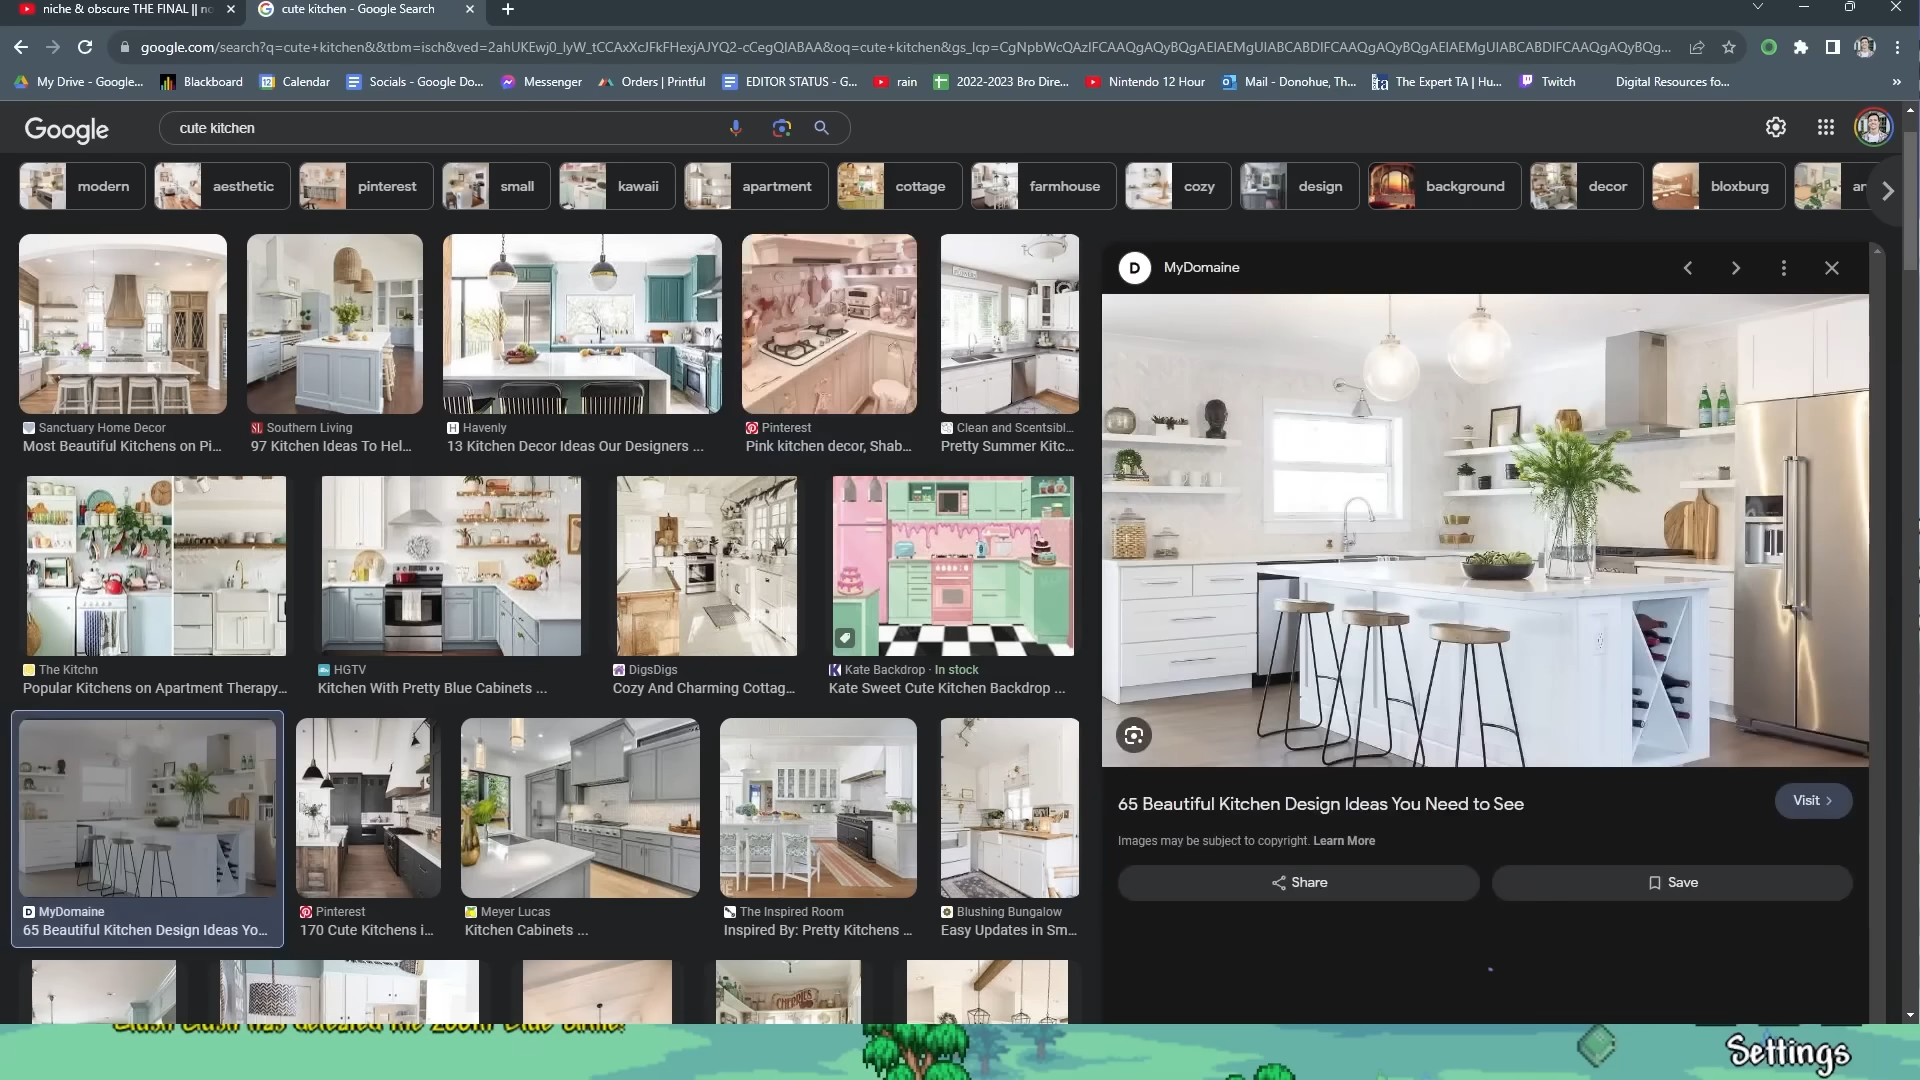 niche & obscure THE FINAL || no
cute kitchen - Google Search
google.com/search?q=cute+kitchen&&tbm=isch&ved=2ahUKEwj0_lyW_tCCAxXcJFkFHexjAJYQ2-cCegQIABAA&oq=cute+kitchen&gs_lcp=CgNpbWcQAzIFCAAQgAQyBQgAEIAEMgUIABCABDIFCAAQgAQyBQgAEIAEMgUIABCABDIFCAAQgAQyBQg...
My Drive - Google... Blackboard Calendar Socials - Google Do... Messenger Orders | Printful EDITOR STATUS - G... rain 2022-2023 Bro Dire... Nintendo 12 Hour Mail - Donohue, Th... The Expert TA | Hu... Twitch Digital Resources fo...
Google
cute kitchen
modern aesthetic pinterest small kawaii apartment cottage farmhouse cozy design background decor bloxburg
MyDomaine
Sanctuary Home Decor
Most Beautiful Kitchens on Pi...
Southern Living
97 Kitchen Ideas To Hel...
Havenly
13 Kitchen Decor Ideas Our Designers ...
Pinterest
Pink kitchen decor, Shab...
Clean and Scentsibl...
Pretty Summer Kitc...
The Kitchn
Popular Kitchens on Apartment Therapy...
HGTV
Kitchen With Pretty Blue Cabinets ...
DigsDigs
Cozy And Charming Cottag...
Kate Backdrop · In stock
Kate Sweet Cute Kitchen Backdrop ...
MyDomaine
65 Beautiful Kitchen Design Ideas Yo...
Pinterest
170 Cute Kitchens i...
Meyer Lucas
Kitchen Cabinets ...
The Inspired Room
Inspired By: Pretty Kitchens ...
Blushing Bungalow
Easy Updates in Sm...
65 Beautiful Kitchen Design Ideas You Need to See
Visit
Images may be subject to copyright. Learn More
Share
Save
CHERRIES
Settings